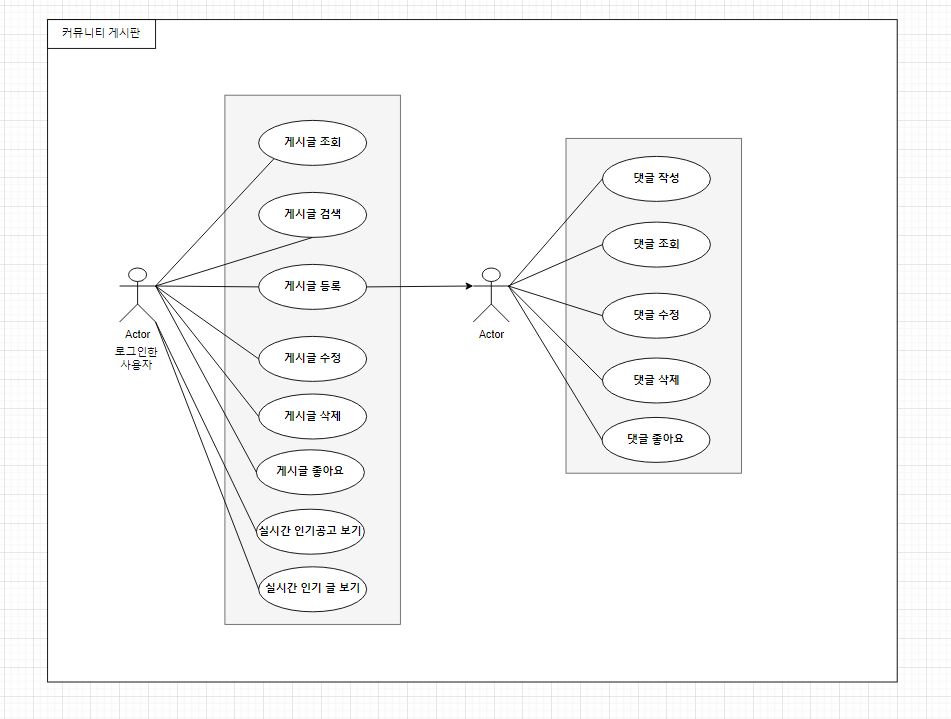 커뮤니티 게시판
게시글 조회
게시글 검색
게시글 등록
게시글 수정
게시글 삭제
게시글 좋아요
실시간 인기공고 보기
실시간 인기 글 보기
Actor
로그인한
사용자
Actor
댓글 작성
댓글 조회
댓글 수정
댓글 삭제
댓글 좋아요